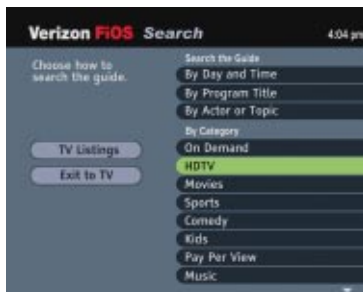 Verizon FiOS Search 4:04 pm
Choose how to
search the guide.
TV Listings
Exit to TV
Search the Guide
By Day and Time
By Program Title
By Actor or Topic
By Category
On Demand
HDTV
Movies
Sports
Comedy
Kids
Pay Per View
Music